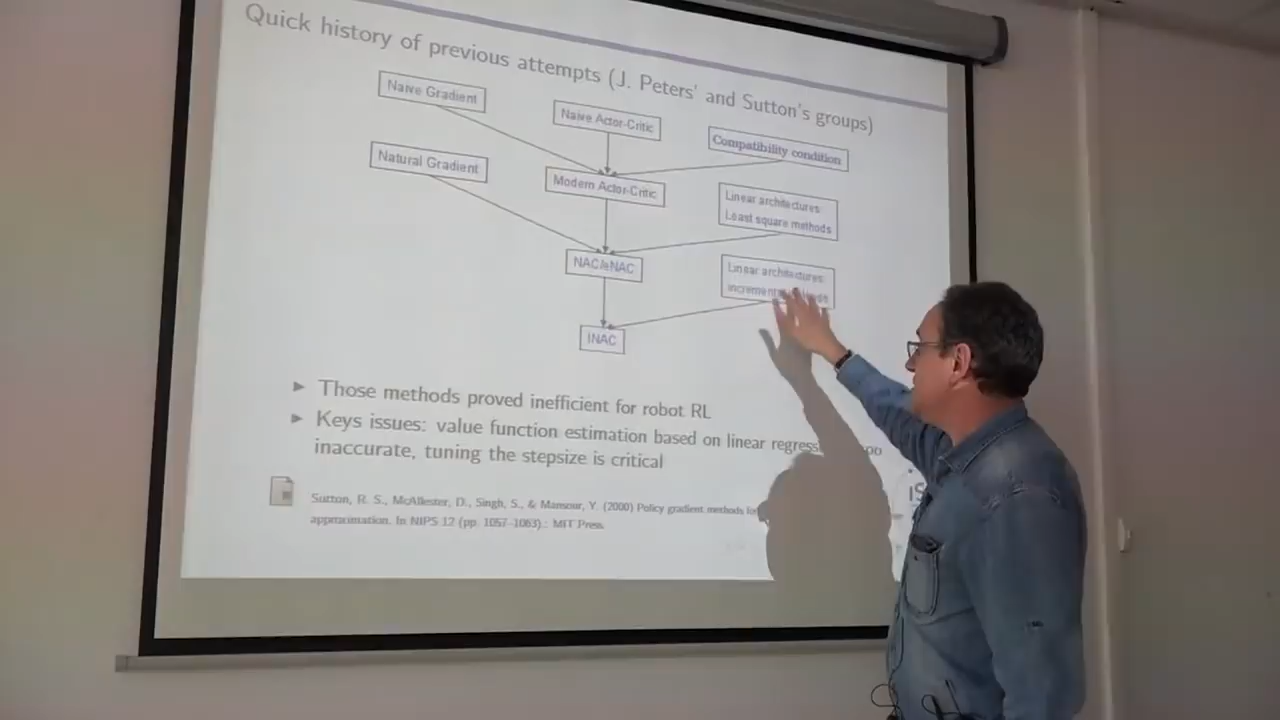 Quick history of previous attempts (J. Peters' and Sutton's groups)
Naive Gradient
Naive Actor-Critic
Compatibility condition
Natural Gradient
Modern Actor-Critic
Linear architectures:
Least square methods
NAC/eNAC
Linear architectures:
INAC
Those methods proved inefficient for robot RL
Keys issues: value function estimation based on linear
inaccurate, tuning the stepsize is critical
Sutton, R. S., McAllester, D., Singh, S., & Mansour, Y. (2000) Policy gradient methods
approximation. In NIPS 12 (pp. 1057-1063).: MIT Press.